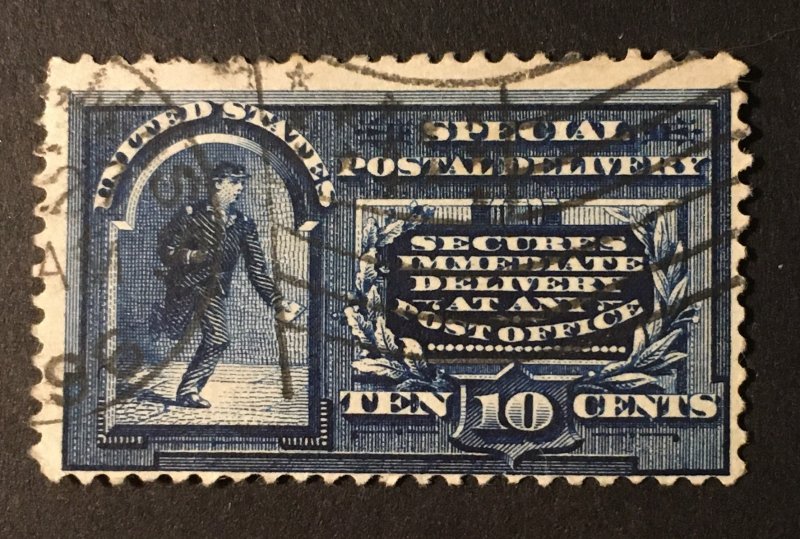 UNITED STATES
SPECIAL
POSTAL DELIVERY
SECURES
IMMEDIATE
DELIVERY
AT ANY
POST OFFICE
TEN 10 CENTS